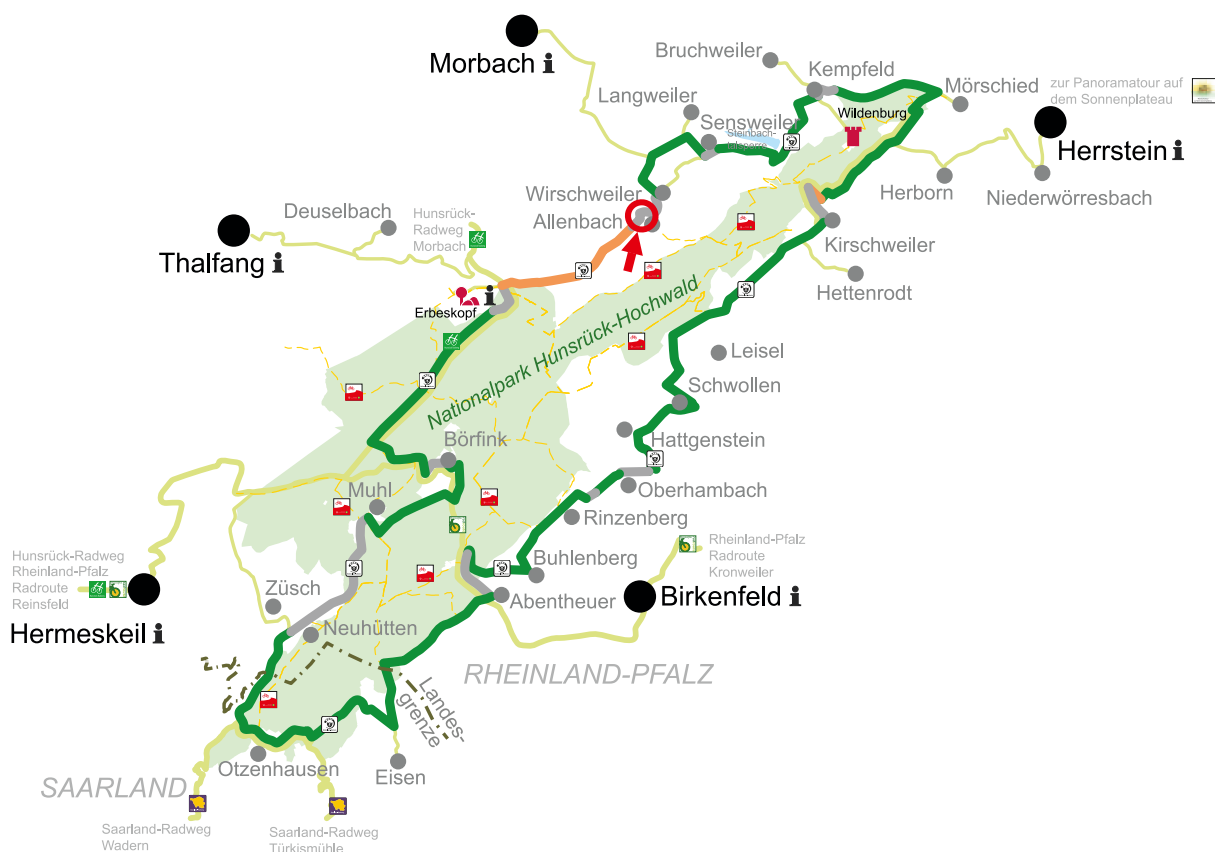 Morbach i
Bruchweiler
Kempfeld
Mörschied
zur Panoramatour auf
dem Sonnenplateau
Langweiler
Sensweiler
Steinbach-
talsperre
Wildenburg
Herrstein i
Herborn
Niederwörresbach
Wirschweiler
Allenbach
Deuselbach
Hunsrück-
Radweg
Morbach
Thalfang i
Kirschweiler
Hettenrodt
Erbeskopf i
Nationalpark Hunsrück-Hochwald
Leisel
Schwollen
Hattgenstein
Börfink
Oberhambach
Muhl
Rinzenberg
Hunsrück-Radweg
Rheinland-Pfalz
Radroute
Reinsfeld
Rheinland-Pfalz
Radroute
Kronweiler
Buhlenberg
Züsch
Abentheuer
Birkenfeld i
Hermeskeil i
Neuhütten
RHEINLAND-PFALZ
Landes-
grenze
Otzenhausen
Eisen
SAARLAND
Saarland-Radweg
Wadern
Saarland-Radweg
Türkismühle